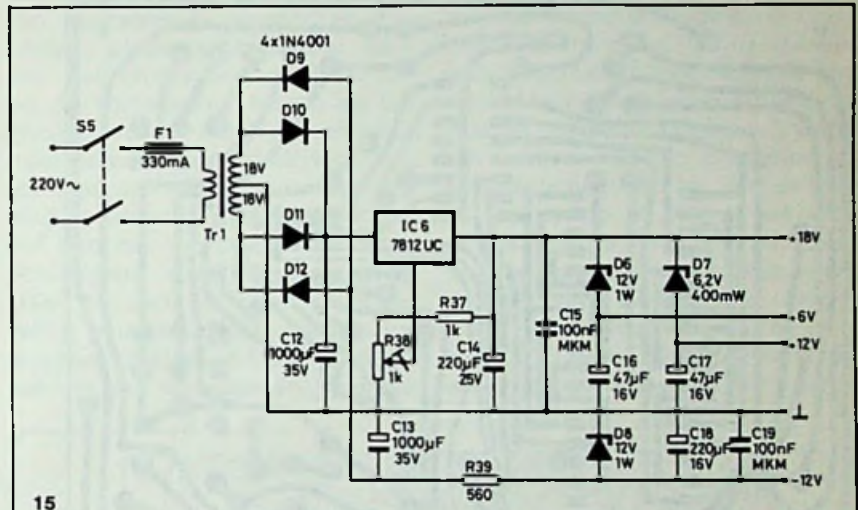 4x1N4001
D9
D10
S5
F1
330mA
220V~
18V
18V
Tr1
D11
D12
IC6
7812UC
+18V
D6
12V
1W
D7
6,2V
400mW
+6V
+12V
R37
1k
R38
1k
C12
1000µF
35V
C14
220µF
25V
C15
100nF
MKM
C16
47µF
16V
C17
47µF
16V
C13
1000µF
35V
D8
12V
1W
C18
220µF
16V
C19
100nF
MKM
R39
560
-12V
15